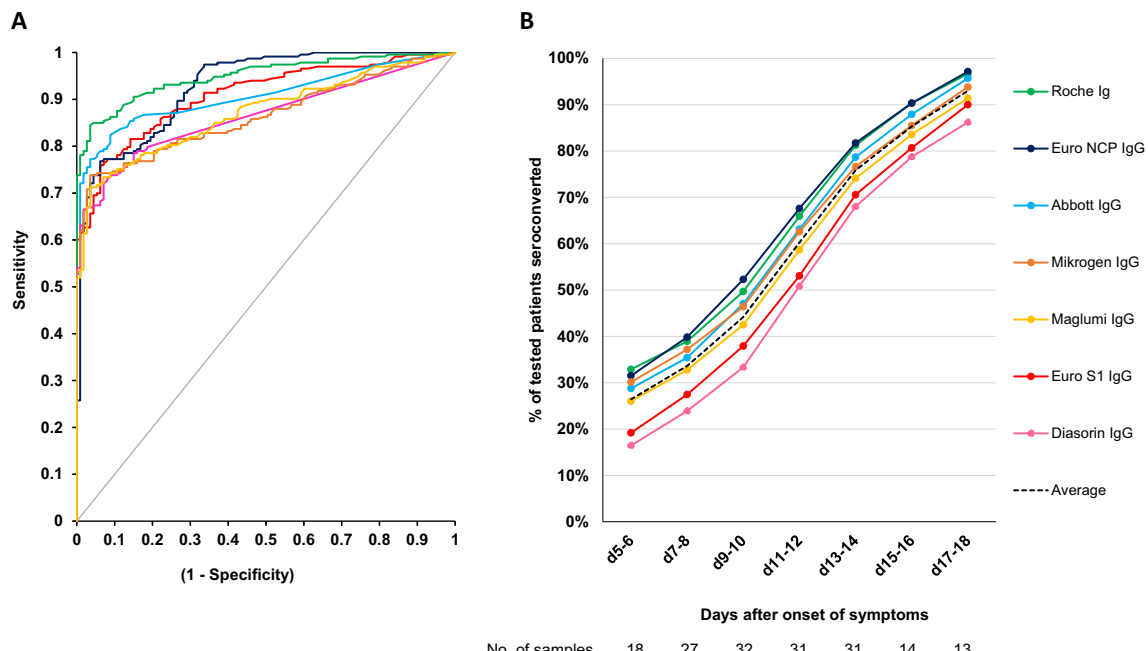 A
1
0.9
0.8
0.7
0.6
0.5
0.4
0.3
0.2
0.1
0
Sensitivity
0 0.1 0.2 0.3 0.4 0.5 0.6 0.7 0.8 0.9 1
(1 - Specificity)
B
100%
90%
80%
70%
60%
50%
40%
30%
20%
10%
0%
% of tested patients seroconverted
d5-6 d7-8 d9-10 d11-12 d13-14 d15-16 d17-18
Days after onset of symptoms
Roche Ig
Euro NCP IgG
Abbott IgG
Mikrogen IgG
Maglumi IgG
Euro S1 IgG
Diasorin IgG
Average
No. of samples 18 27 32 31 31 14 13